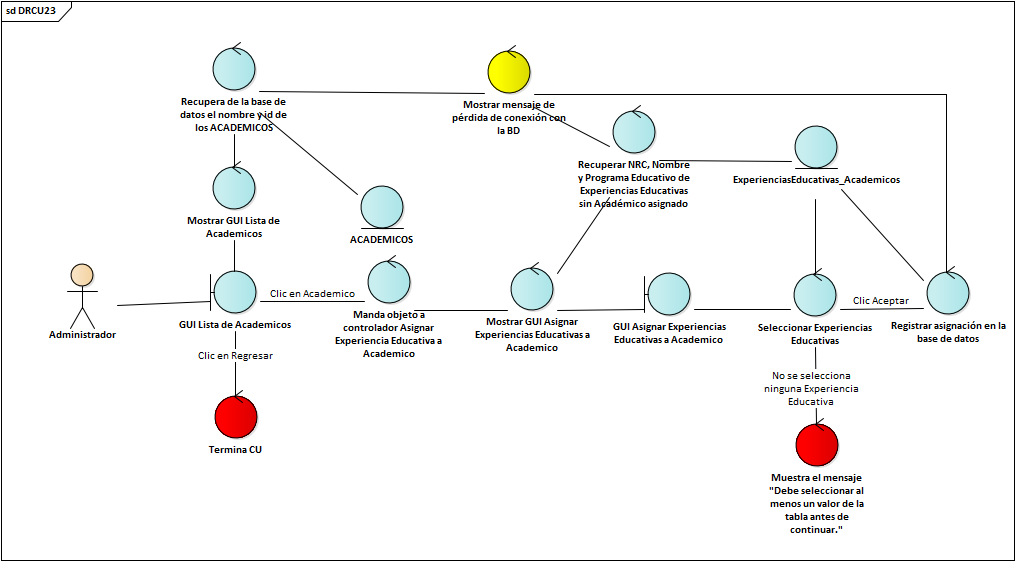 sd DRCU23
Recupera de la base de
datos el nombre y id de
los ACADEMICOS
Mostrar mensaje de
pérdida de conexión con
la BD
Recuperar NRC, Nombre
y Programa Educativo de
Experiencias Educativas
sin Académico asignado
ExperienciasEducativas_Academicos
Mostrar GUI Lista de
Academicos
ACADEMICOS
Administrador
GUI Lista de Academicos
Clic en Academico
Manda objeto a
controlador Asignar
Experiencia Educativa a
Academico
Mostrar GUI Asignar
Experiencias Educativas a
Academico
GUI Asignar Experiencias
Educativas a Academico
Seleccionar Experiencias
Educativas
Clic Aceptar
Registrar asignación en la
base de datos
Clic en Regresar
Termina CU
No se selecciona
ninguna Experiencia
Educativa
Muestra el mensaje
"Debe seleccionar al
menos un valor de la
tabla antes de
continuar."